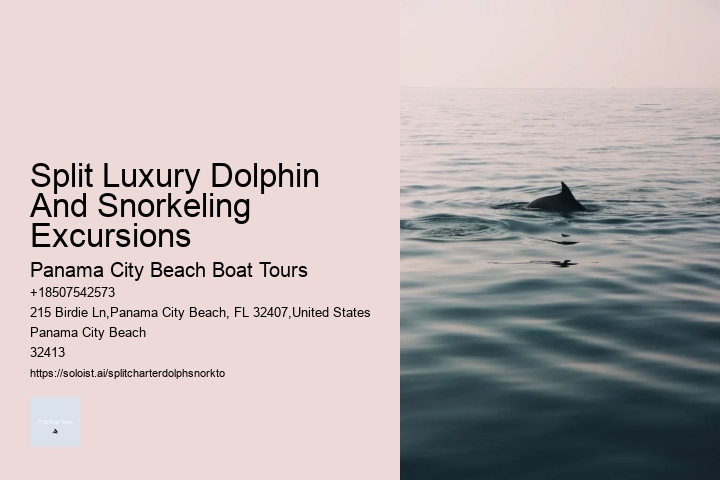 Split Luxury Dolphin
And Snorkeling
Excursions
Panama City Beach Boat Tours
+18507542573
215 Birdie Ln,Panama City Beach, FL 32407,United States
Panama City Beach
32413
https://soloist.ai/splitcharterdolphsnorkto